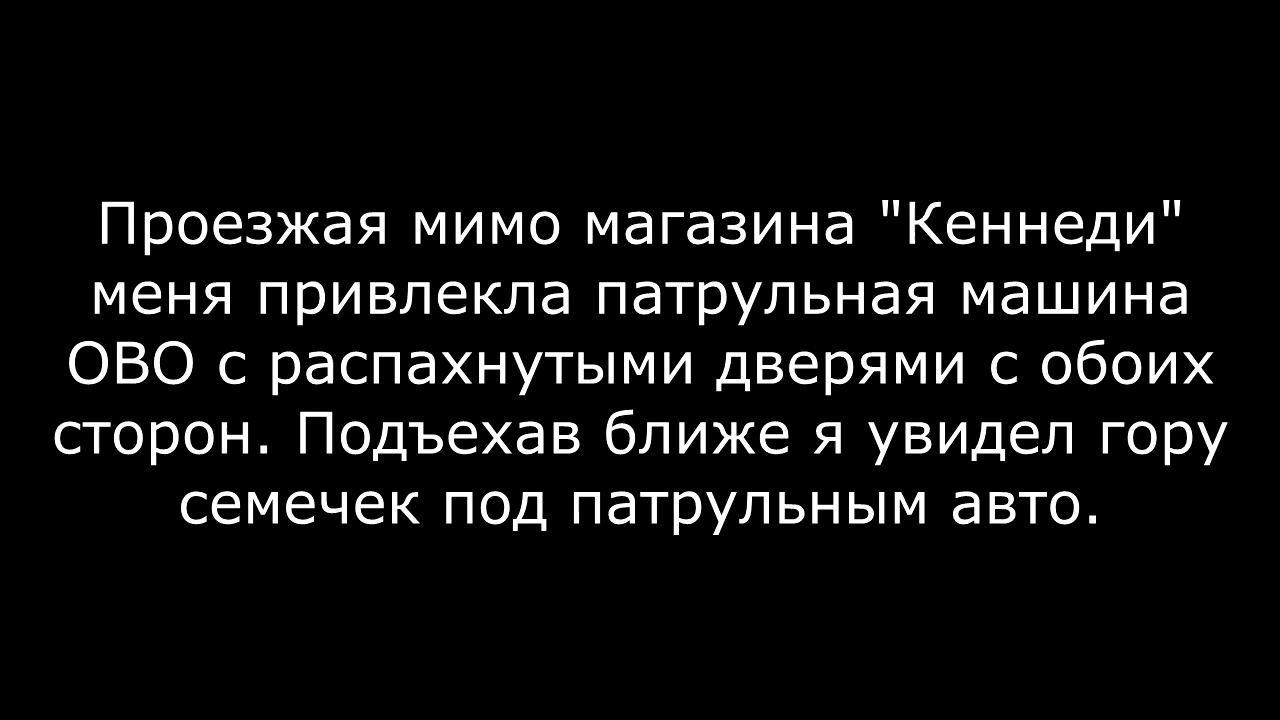 Проезжая мимо магазина "Кеннеди"
меня привлекла патрульная машина
ОВО с распахнутыми дверями с обоих
сторон. Подъехав ближе я увидел гору
семечек под патрульным авто.